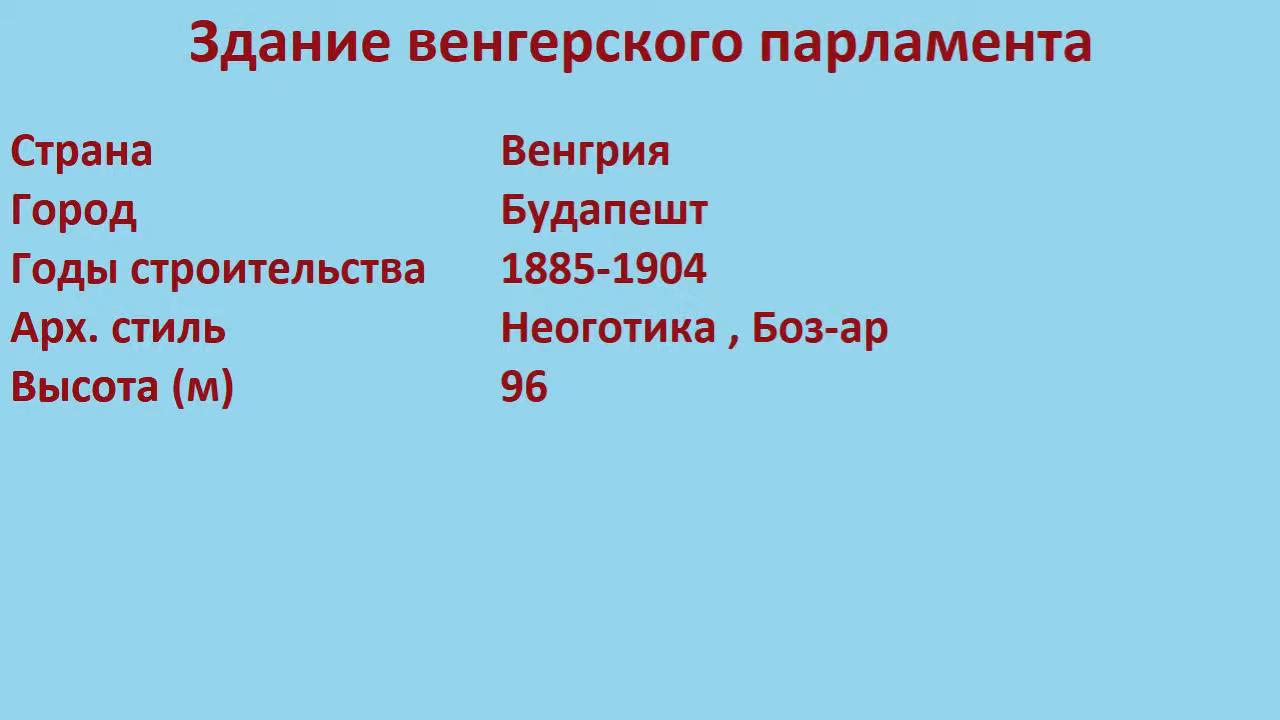 Здание венгерского парламента
Страна Венгрия
Город Будапешт
Годы строительства 1885-1904
Арх. стиль Неоготика , Боз-ар
Высота (м) 96